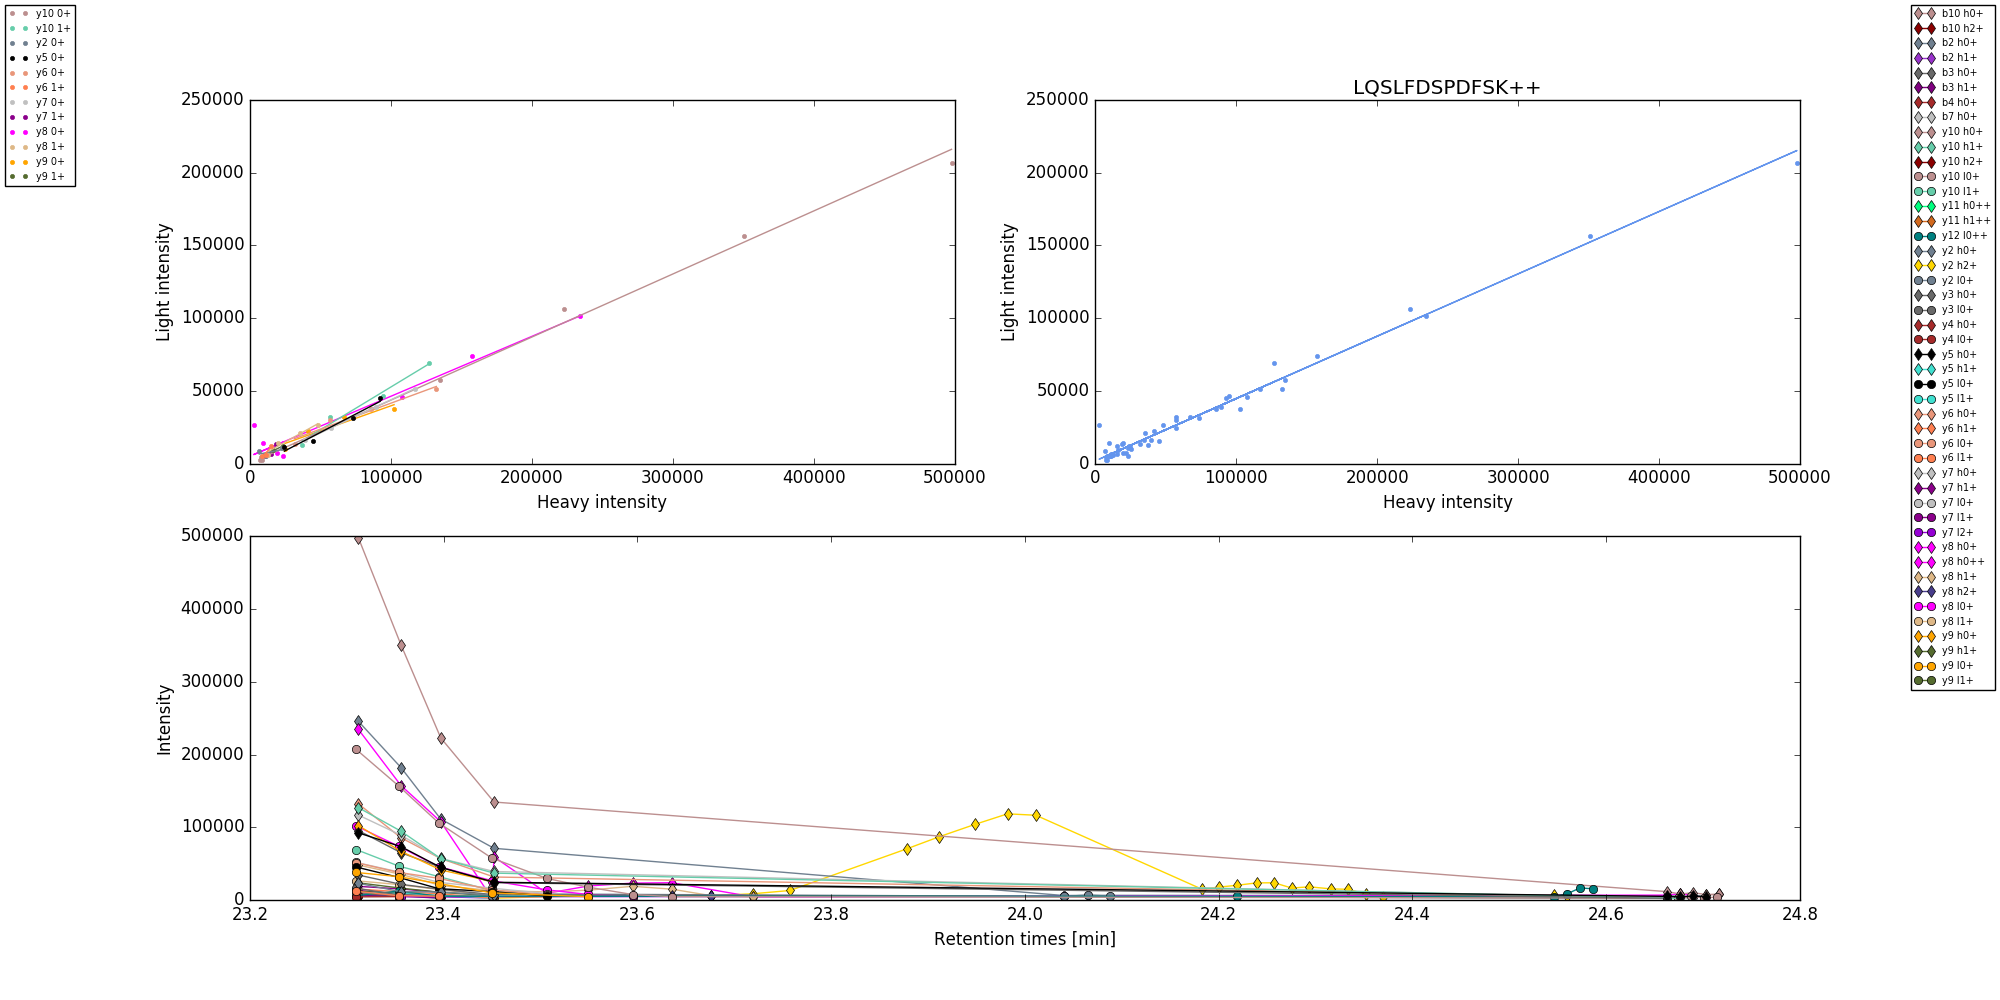 y10 0+
y10 1+
y2 0+
y5 0+
y6 0+
y6 1+
y7 0+
y7 1+
y8 0+
y8 1+
y9 0+
y9 1+
250000
200000
150000
100000
50000
0
Light intensity
0 100000 200000 300000 400000 500000
Heavy intensity
LQSLFDSPDFSK++
250000
200000
150000
100000
50000
0
Light intensity
0 100000 200000 300000 400000 500000
Heavy intensity
500000
400000
300000
200000
100000
0
Intensity
23.2 23.4 23.6 23.8 24.0 24.2 24.4 24.6 24.8
Retention times [min]
b10 h0+
b10 h2+
b2 h0+
b2 h1+
b3 h0+
b3 h1+
b4 h0+
b7 h0+
y10 h0+
y10 h1+
y10 h2+
y10 l0+
y10 l1+
y11 h0++
y11 h1++
y12 l0++
y2 h0+
y2 h2+
y2 l0+
y3 h0+
y3 l0+
y4 h0+
y4 l0+
y5 h0+
y5 h1+
y5 l0+
y5 l1+
y6 h0+
y6 h1+
y6 l0+
y6 l1+
y7 h0+
y7 h1+
y7 l0+
y7 l1+
y7 l2+
y8 h0+
y8 h0++
y8 h1+
y8 h2+
y8 l0+
y8 l1+
y9 h0+
y9 h1+
y9 l0+
y9 l1+